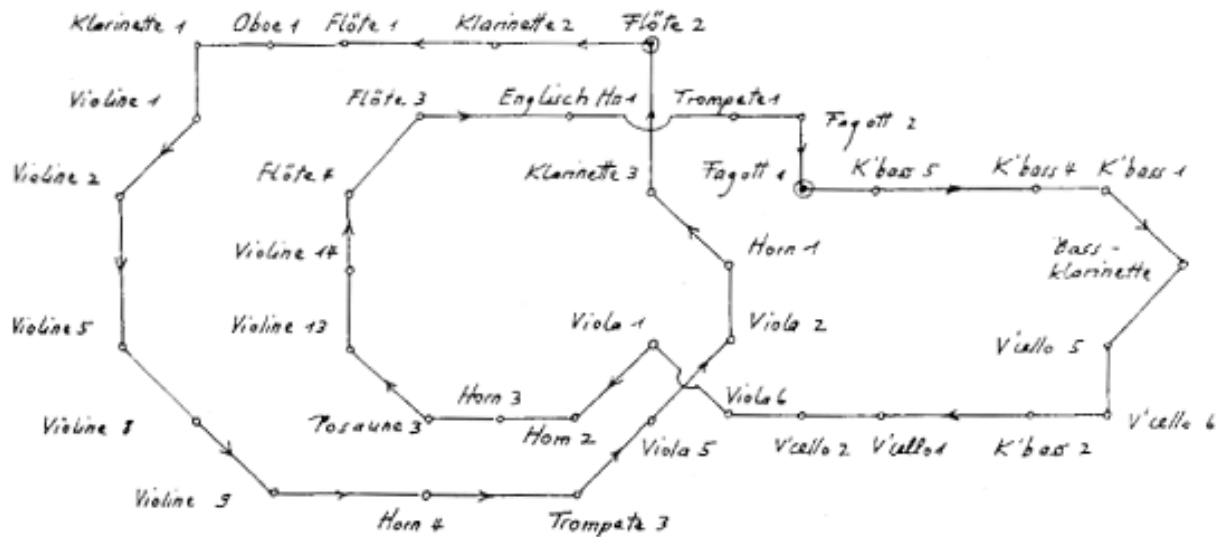 Klarinette 1 Oboe 1 Flöte 1 Klarinette 2 Flöte 2
Violine 1 Flöte 3 Englisch Hn 1 Trompete 1 Fagott 2
Violine 2 Flöte 4 Klarinette 3 Fagott 1 K'bass 5 K'bass 4 K'bass 1
Violine 14 Horn 1 Bass-
klarinette
Violine 5 Violine 13 Viola 1 Viola 2 V'cello 5
Violine 8 Posaune 3 Horn 3 Horn 2 Viola 5 Viola 6 V'cello 2 V'cello 1 K'bass 2 V'cello 6
Violine 9 Horn 4 Trompete 3